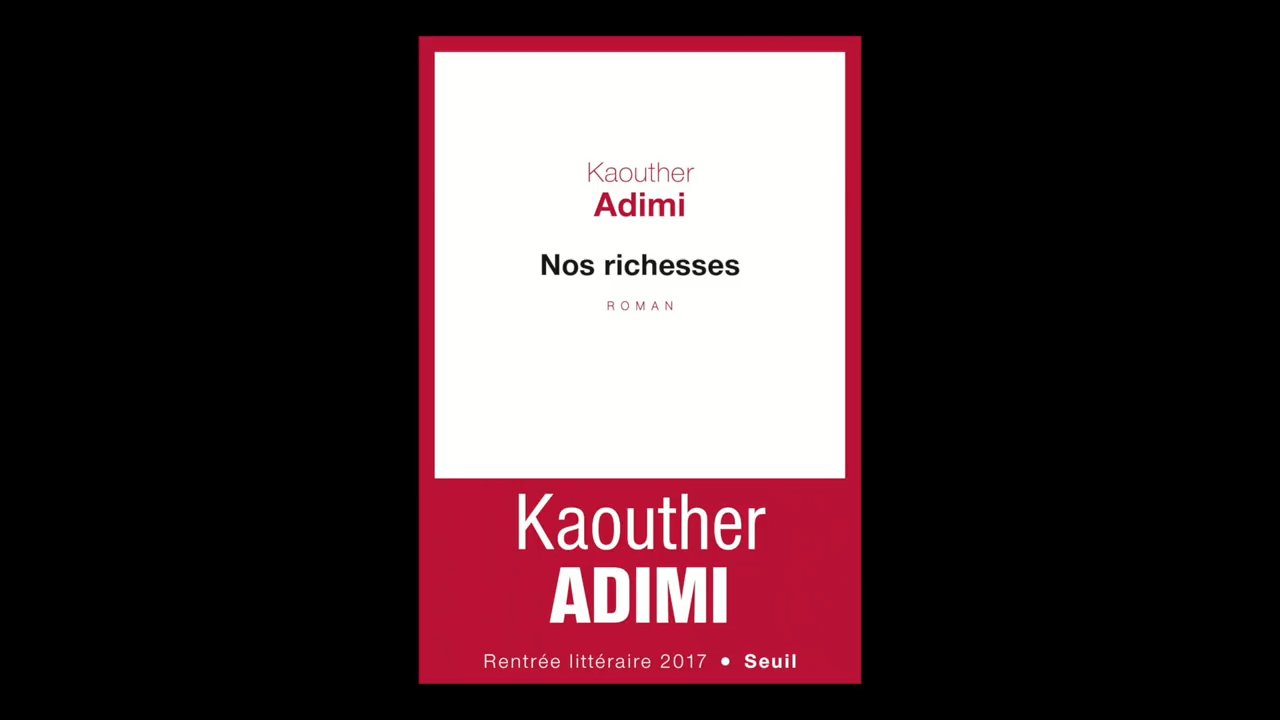 Kaouther
Adimi
Nos richesses
ROMAN
Kaouther
ADIMI
Rentrée littéraire 2017 • Seuil